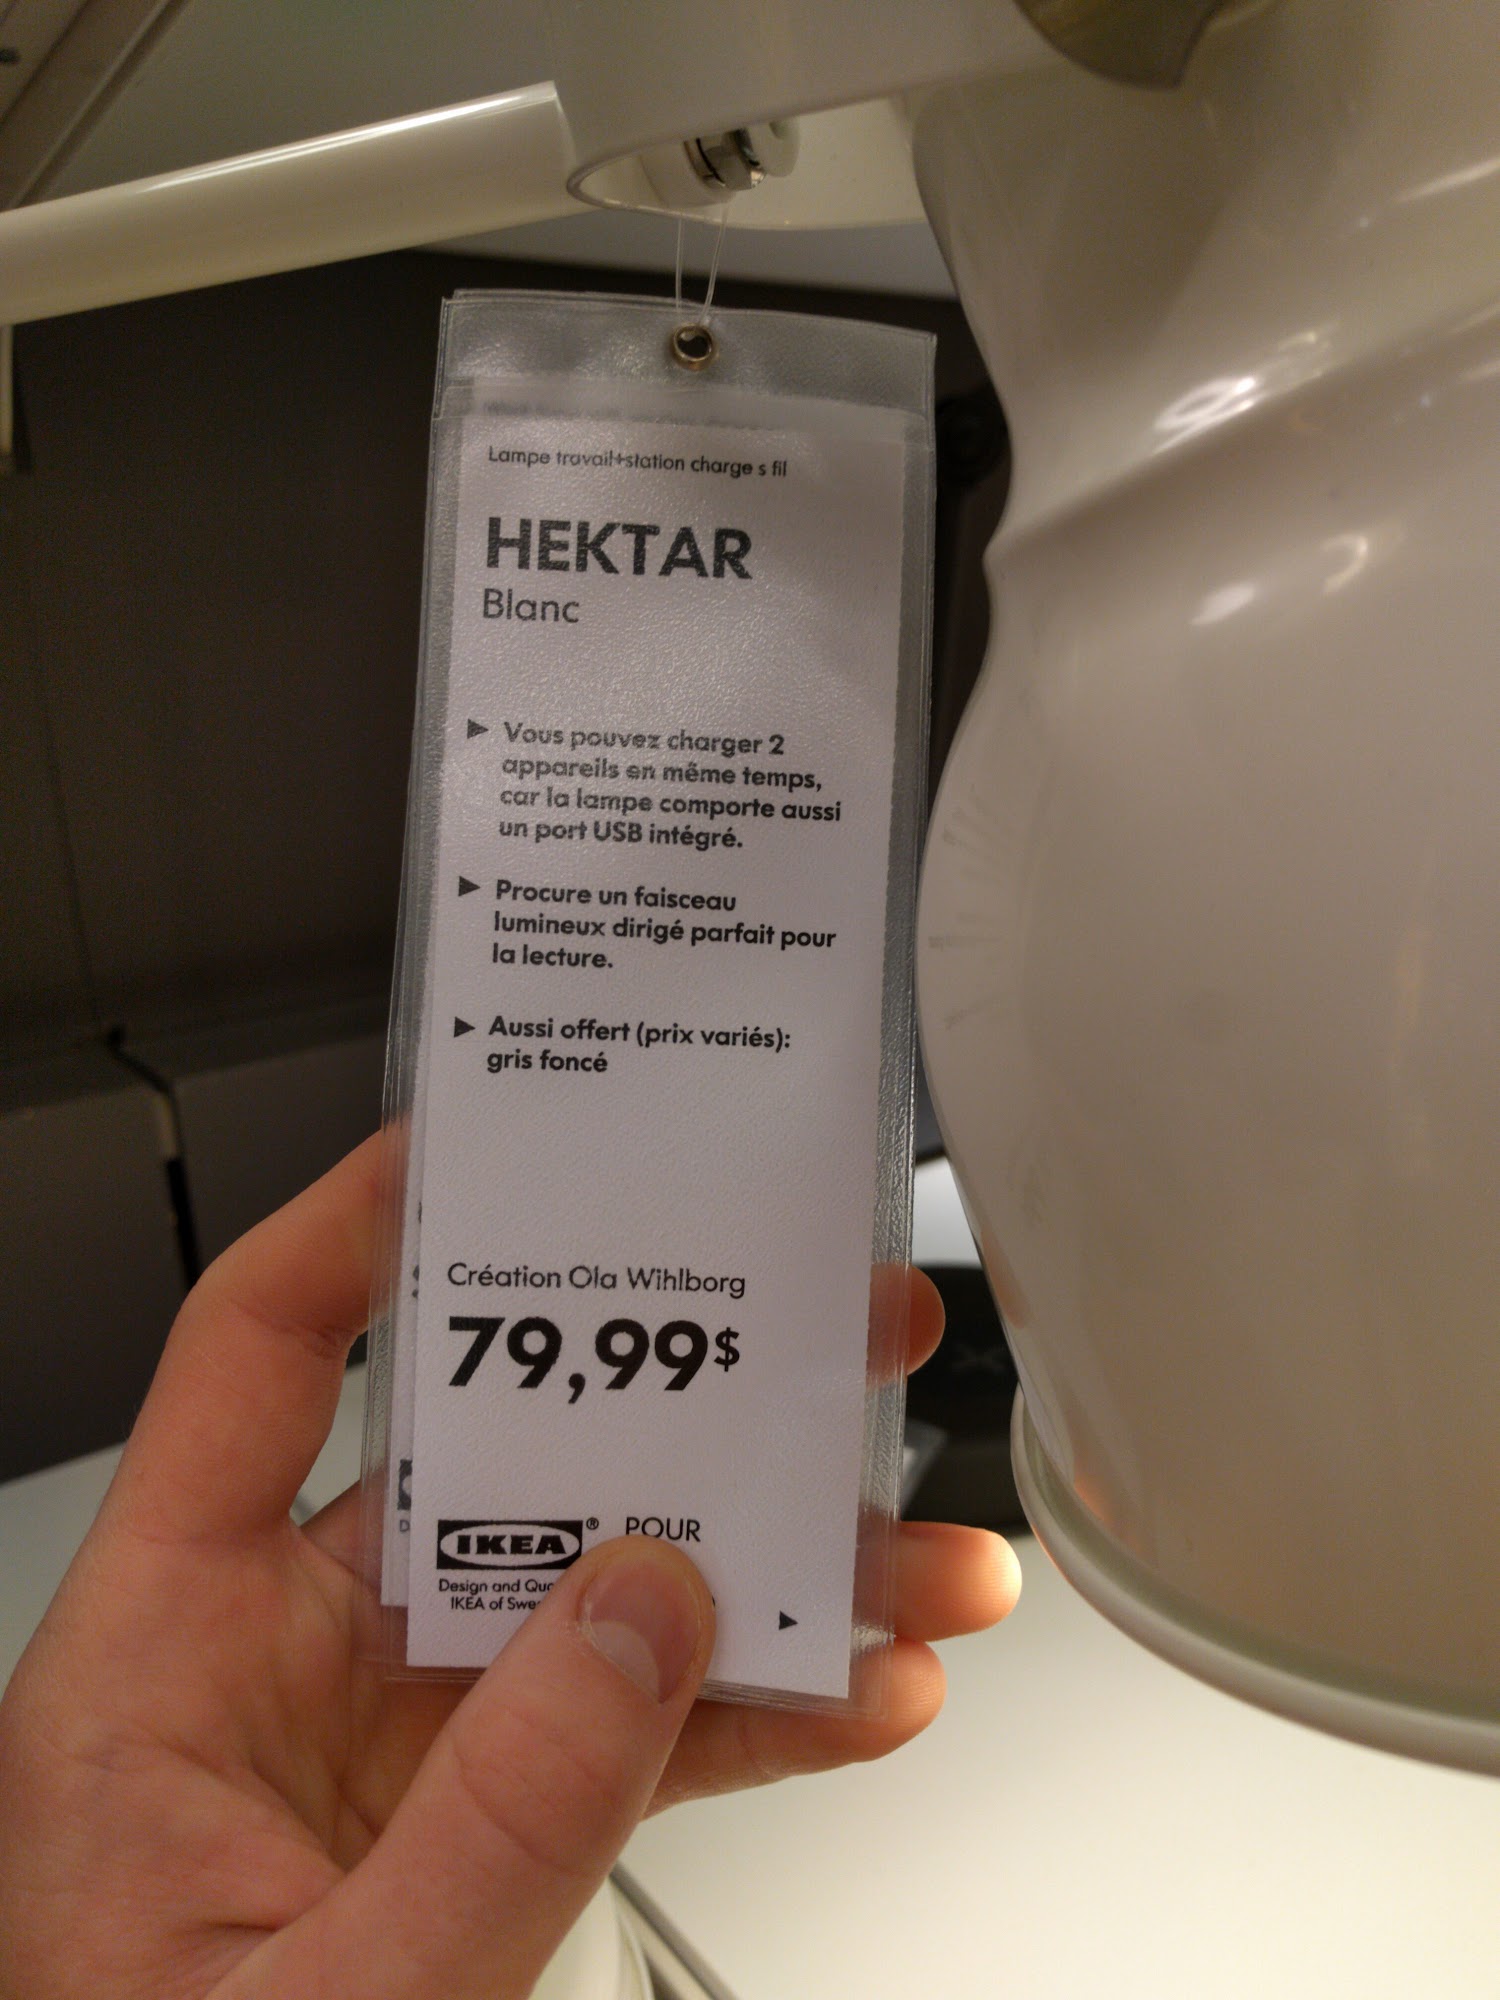 Lampe travail+station charge s fil
HEKTAR
Blanc
► Vous pouvez charger 2
appareils en même temps,
car la lampe comporte aussi
un port USB intégré.
► Procure un faisceau
lumineux dirigé parfait pour
la lecture.
► Aussi offert (prix variés):
gris foncé
Création Ola Wihlborg
79,99$
IKEA® POUR
Design and
IKEA of
►